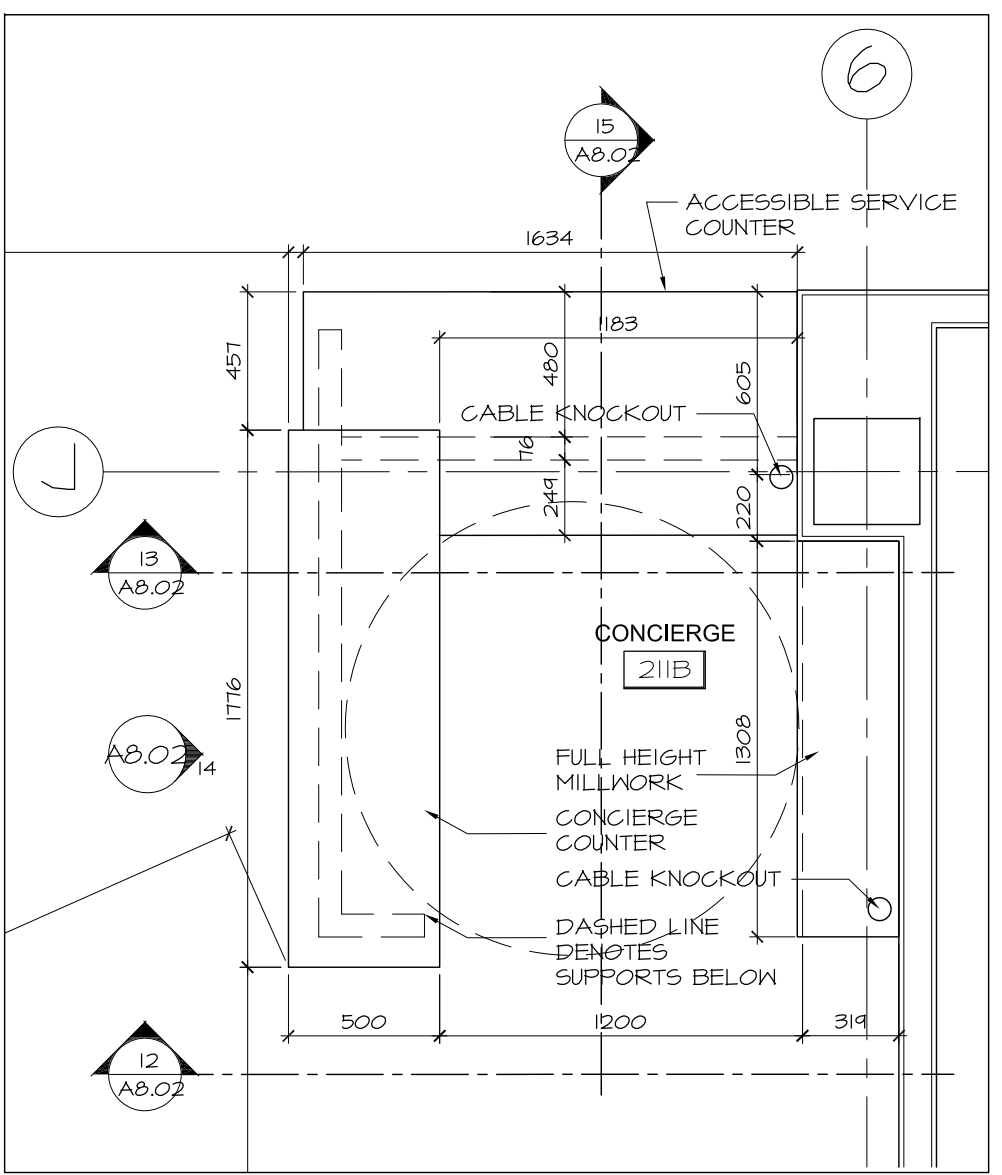 6
15
A8.02
ACCESSIBLE SERVICE
COUNTER
1634
1183
457
480
605
CABLE KNOCKOUT
76
249
220
13
A8.02
CONCIERGE
211B
1776
1308
A8.02
14
FULL HEIGHT
MILLWORK
CONCIERGE
COUNTER
CABLE KNOCKOUT
DASHED LINE
DENOTES
SUPPORTS BELOW
500
1200
319
12
A8.02